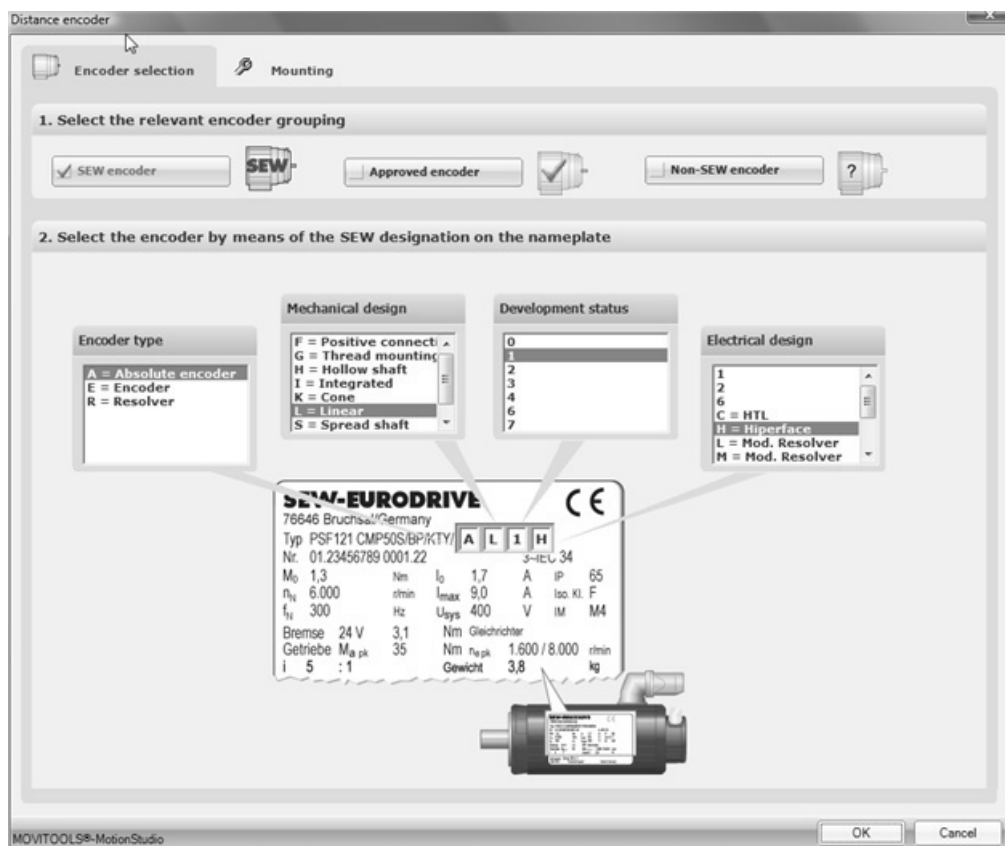 Distance encoder
Encoder selection
Mounting
1. Select the relevant encoder grouping
SEW encoder
SEW
Approved encoder
Non-SEW encoder
?
2. Select the encoder by means of the SEW designation on the nameplate
Encoder type
A = Absolute encoder
E = Encoder
R = Resolver
Mechanical design
F = Positive connecti
G = Thread mounting
H = Hollow shaft
I = Integrated
K = Cone
L = Linear
S = Spread shaft
Development status
0
1
2
3
4
6
7
Electrical design
1
2
6
C = HTL
H = Hiperface
L = Mod. Resolver
M = Mod. Resolver
SEW-EURODRIVE CE
76646 Bruchsal/Germany
Typ PSF121 CMP50S/BP/KTY/ A L 1 H
Nr. 01.23456789 0001.22 3~IEC 34
M0 1,3 Nm I0 1,7 A IP 65
nN 6.000 r/min Imax 9,0 A Iso. Kl. F
fN 300 Hz Usys 400 V IM M4
Bremse 24 V 3,1 Nm Gleichrichter
Getriebe Ma pk 35 Nm ne pk 1.600 / 8.000 r/min
i 5 :1 Gewicht 3,8 kg
MOVITOOLS®-MotionStudio
OK
Cancel